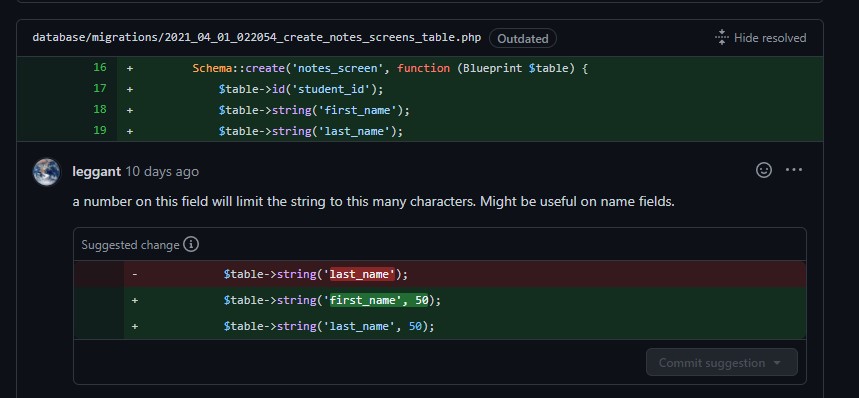 database/migrations/2021_04_01_022054_create_notes_screens_table.php Outdated Hide resolved
16 + Schema::create('notes_screen', function (Blueprint $table) {
17 + $table->id('student_id');
18 + $table->string('first_name');
19 + $table->string('last_name');
leggant 10 days ago
a number on this field will limit the string to this many characters. Might be useful on name fields.
Suggested change
- $table->string('last_name');
+ $table->string('first_name', 50);
+ $table->string('last_name', 50);
Commit suggestion